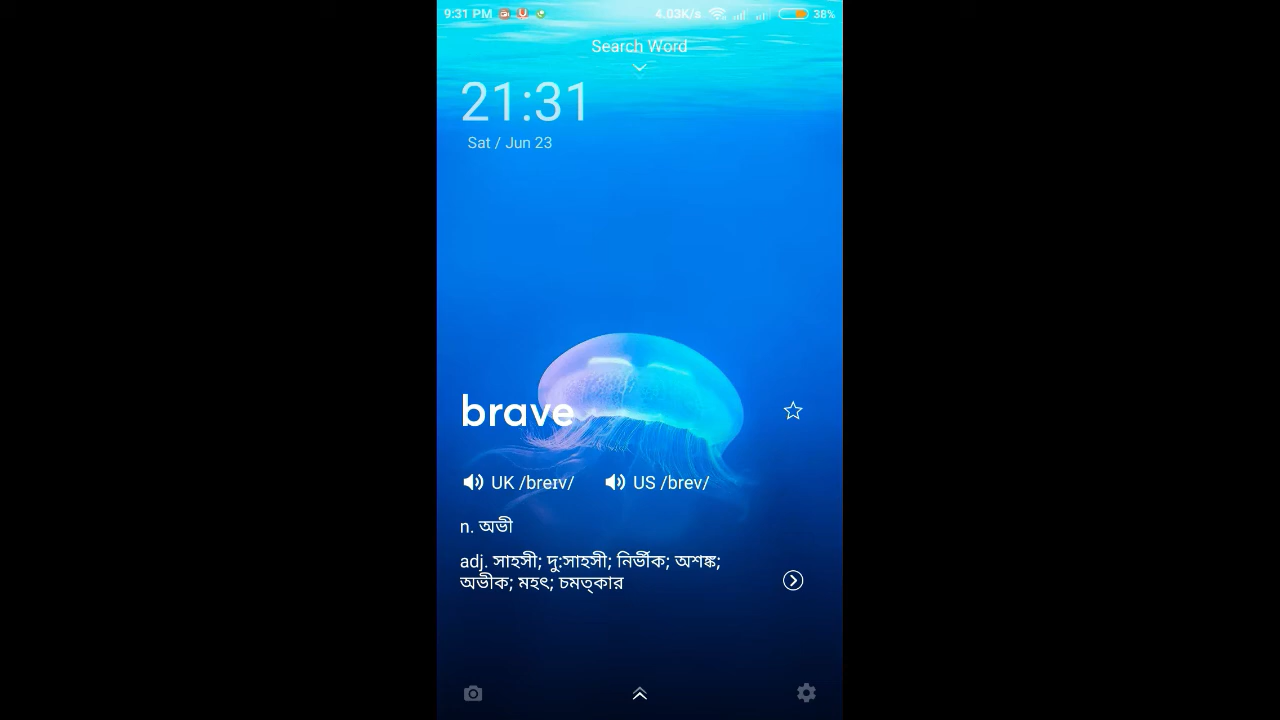 9:31 PM 4.03K/s 38%
Search Word
21:31
Sat / Jun 23
brave
UK /breɪv/ US /brev/
n. অভী
adj. সাহসী; দু:সাহসী; নির্ভীক; অশঙ্ক;
অভীক; মহৎ; চমত্কার